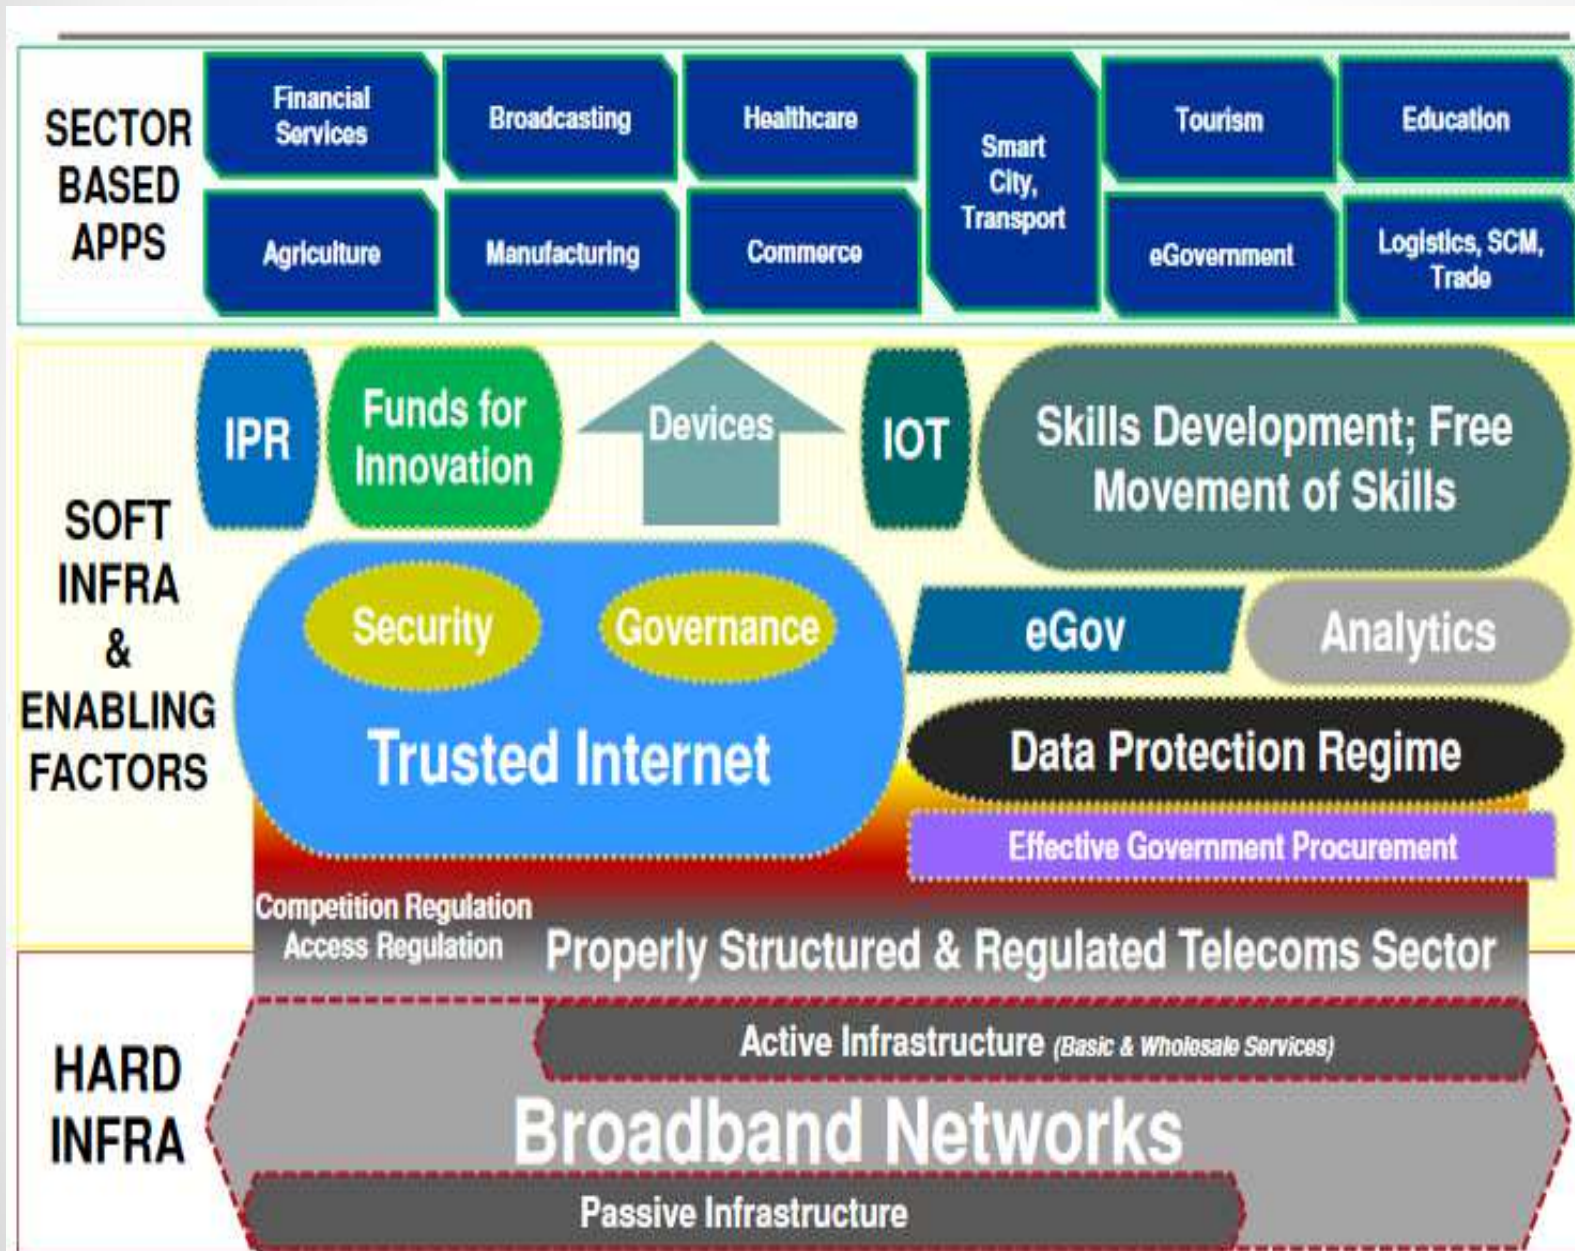 SECTOR
BASED
APPS
Financial
Services
Broadcasting
Healthcare
Smart
City,
Transport
Tourism
Education
Agriculture
Manufacturing
Commerce
eGovernment
Logistics, SCM,
Trade
SOFT
INFRA
&
ENABLING
FACTORS
IPR
Funds for
Innovation
Devices
IOT
Skills Development; Free
Movement of Skills
Security
Governance
Trusted Internet
eGov
Analytics
Data Protection Regime
Effective Government Procurement
Competition Regulation
Access Regulation
Properly Structured & Regulated Telecoms Sector
HARD
INFRA
Active Infrastructure (Basic & Wholesale Services)
Broadband Networks
Passive Infrastructure